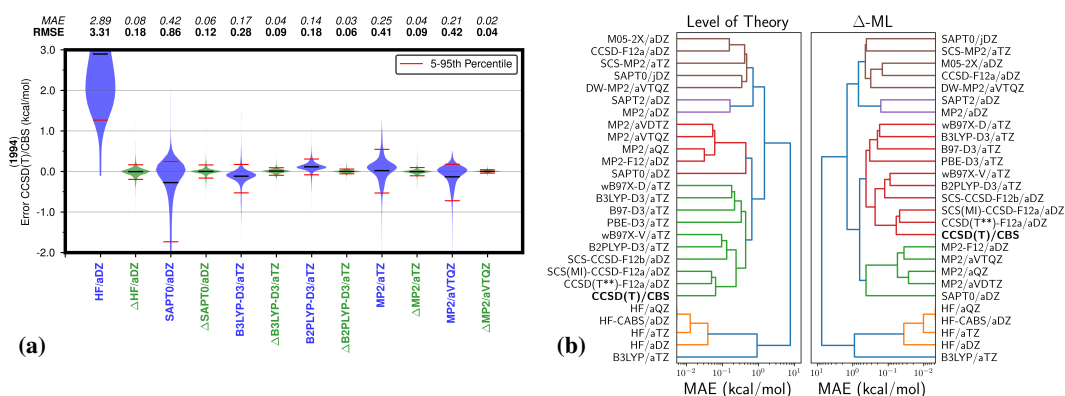 MAE 2.89 0.08 0.42 0.06 0.17 0.04 0.14 0.03 0.25 0.04 0.21 0.02
RMSE 3.31 0.18 0.86 0.12 0.28 0.09 0.18 0.06 0.41 0.09 0.42 0.04
(1994)
Error CCSD(T)/CBS (kcal/mol)
3.0
2.0
1.0
0.0
-1.0
-2.0
5-95th Percentile
HF/aDZ
△HF/aDZ
SAPT0/aDZ
△SAPT0/aDZ
B3LYP-D3/aTZ
△B3LYP-D3/aTZ
B2PLYP-D3/aTZ
△B2PLYP-D3/aTZ
MP2/aTZ
△MP2/aTZ
MP2/aVTQZ
△MP2/aVTQZ
(a)
Level of Theory
M05-2X/aDZ
CCSD-F12a/aDZ
SCS-MP2/aTZ
SAPT0/jDZ
DW-MP2/aVTQZ
SAPT2/aDZ
MP2/aDZ
MP2/aVDTZ
MP2/aVTQZ
MP2/aQZ
MP2-F12/aDZ
SAPT0/aDZ
wB97X-D/aTZ
B3LYP-D3/aTZ
B97-D3/aTZ
PBE-D3/aTZ
wB97X-V/aTZ
B2PLYP-D3/aTZ
SCS-CCSD-F12b/aDZ
SCS(MI)-CCSD-F12a/aDZ
CCSD(T**)-F12a/aDZ
CCSD(T)/CBS
HF/aQZ
HF-CABS/aDZ
HF/aTZ
HF/aDZ
B3LYP/aTZ
10⁻² 10⁻¹ 10⁰ 10¹
MAE (kcal/mol)
Δ-ML
SAPT0/jDZ
SCS-MP2/aTZ
M05-2X/aDZ
CCSD-F12a/aDZ
DW-MP2/aVTQZ
SAPT2/aDZ
MP2/aDZ
wB97X-D/aTZ
B3LYP-D3/aTZ
B97-D3/aTZ
PBE-D3/aTZ
wB97X-V/aTZ
B2PLYP-D3/aTZ
SCS-CCSD-F12b/aDZ
SCS(MI)-CCSD-F12a/aDZ
CCSD(T**)-F12a/aDZ
CCSD(T)/CBS
MP2-F12/aDZ
MP2/aVTQZ
MP2/aQZ
MP2/aVDTZ
SAPT0/aDZ
HF/aQZ
HF-CABS/aDZ
HF/aTZ
HF/aDZ
B3LYP/aTZ
10¹ 10⁰ 10⁻¹ 10⁻²
MAE (kcal/mol)
(b)